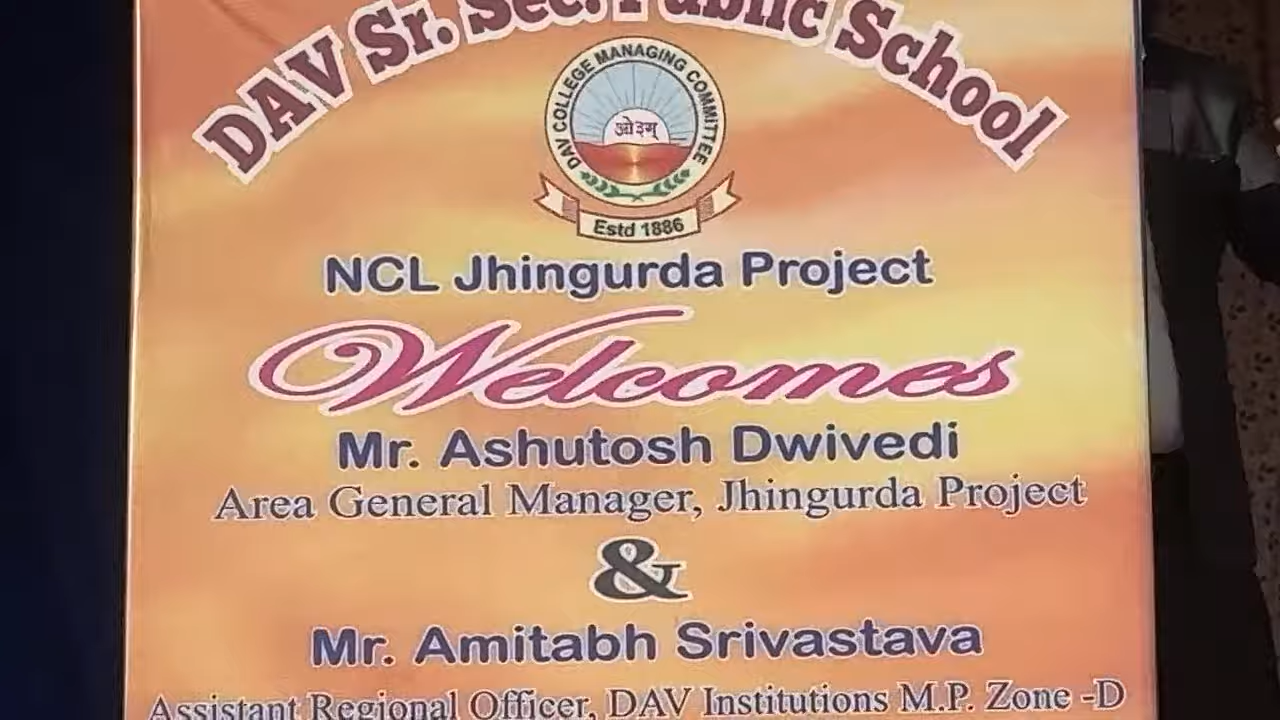 DAV Sr. Sec. Public School
DAV COLLEGE MANAGING COMMITTEE
ओ३म्
Estd 1886
NCL Jhingurda Project
Welcomes
Mr. Ashutosh Dwivedi
Area General Manager, Jhingurda Project
&
Mr. Amitabh Srivastava
Assistant Regional Officer, DAV Institutions M.P. Zone -D